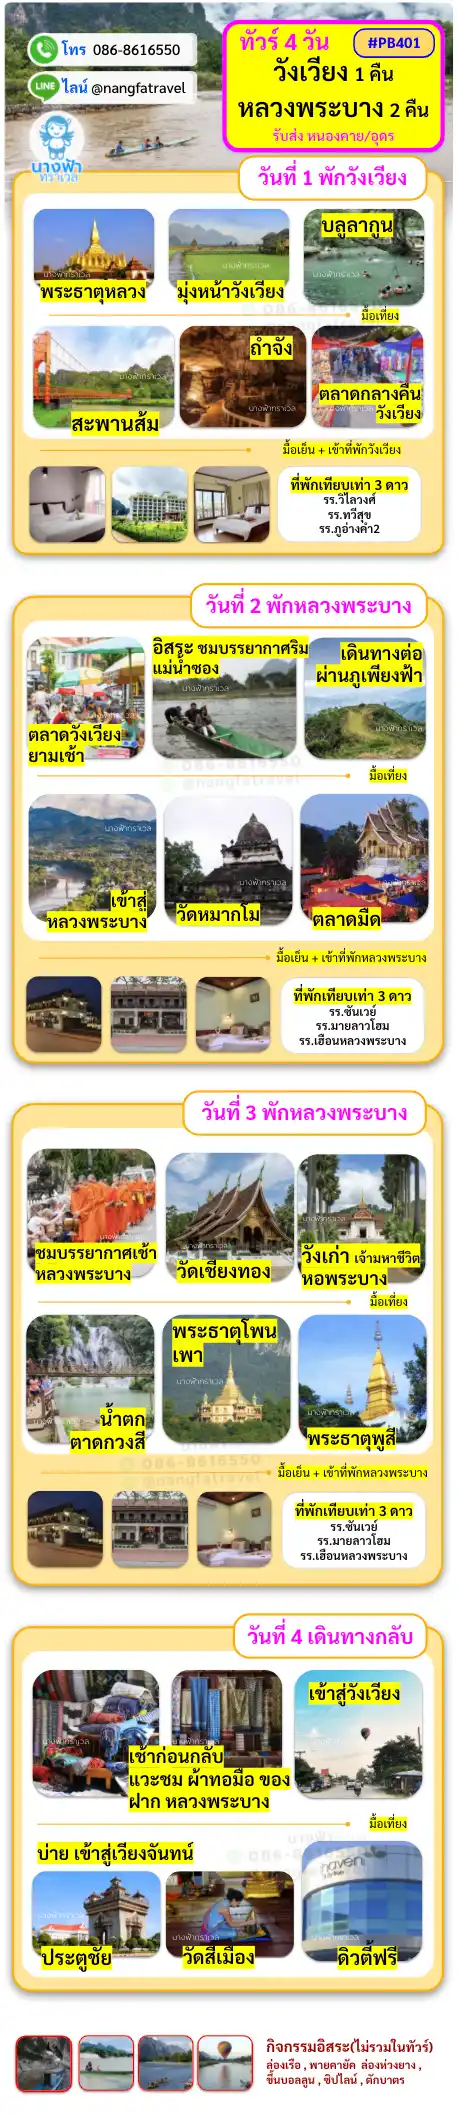 โทร 086-8616550
LINE ไลน์ @nangfatravel
นางฟ้า
ทราเวล
ทัวร์ 4 วัน #PB401
วังเวียง 1 คืน
หลวงพระบาง 2 คืน
รับส่ง หนองคาย/อุดร
วันที่ 1 พักวังเวียง
พระธาตุหลวง
มุ่งหน้าวังเวียง
บลูลากูน
มื้อเที่ยง
สะพานส้ม
ถ้ำจัง
ตลาดกลางคืน
วังเวียง
มื้อเย็น + เข้าที่พักวังเวียง
ที่พักเทียบเท่า 3 ดาว
รร.วิไลวงศ์
รร.ทวีสุข
รร.ภูอ่างคำ2
วันที่ 2 พักหลวงพระบาง
ตลาดวังเวียง
ยามเช้า
อิสระ ชมบรรยากาศริม
แม่น้ำซอง
เดินทางต่อ
ผ่านภูเพียงฟ้า
มื้อเที่ยง
เข้าสู่
หลวงพระบาง
วัดหมากโม
ตลาดมืด
มื้อเย็น + เข้าที่พักหลวงพระบาง
ที่พักเทียบเท่า 3 ดาว
รร.ซันเวย์
รร.มายลาวโฮม
รร.เฮือนหลวงพระบาง
วันที่ 3 พักหลวงพระบาง
ชมบรรยากาศเช้า
หลวงพระบาง
วัดเชียงทอง
วังเก่า เจ้ามหาชีวิต
หอพระบาง
มื้อเที่ยง
น้ำตก
ตาดกวางสี
พระธาตุโพน
เพา
พระธาตุพูสี
มื้อเย็น + เข้าที่พักหลวงพระบาง
ที่พักเทียบเท่า 3 ดาว
รร.ซันเวย์
รร.มายลาวโฮม
รร.เฮือนหลวงพระบาง
วันที่ 4 เดินทางกลับ
เช้าก่อนกลับ
แวะชม ผ้าทอมือ ของ
ฝาก หลวงพระบาง
เข้าสู่วังเวียง
มื้อเที่ยง
บ่าย เข้าสู่เวียงจันทน์
ประตูชัย
วัดสีเมือง
ดิวตี้ฟรี
กิจกรรมอิสระ(ไม่รวมในทัวร์)
ล่องเรือ , พายคายัค ล่องห่วงยาง ,
ขึ้นบอลลูน , ซิปไลน์ , ตักบาตร